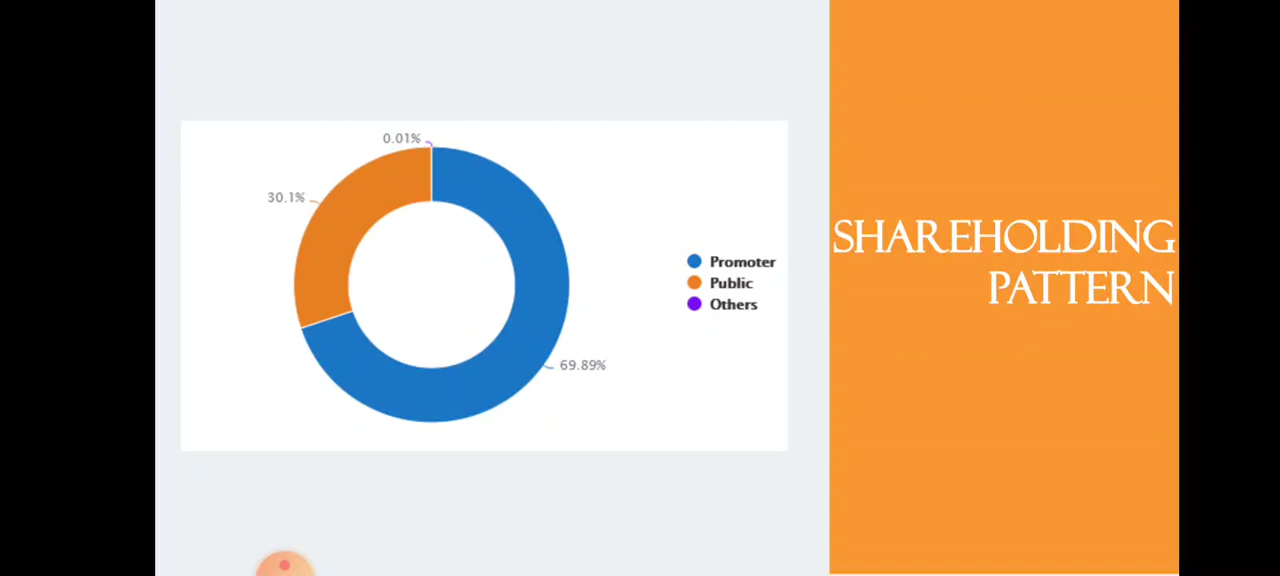 0.01%
30.1%
69.89%
Promoter
Public
Others
SHAREHOLDING
PATTERN